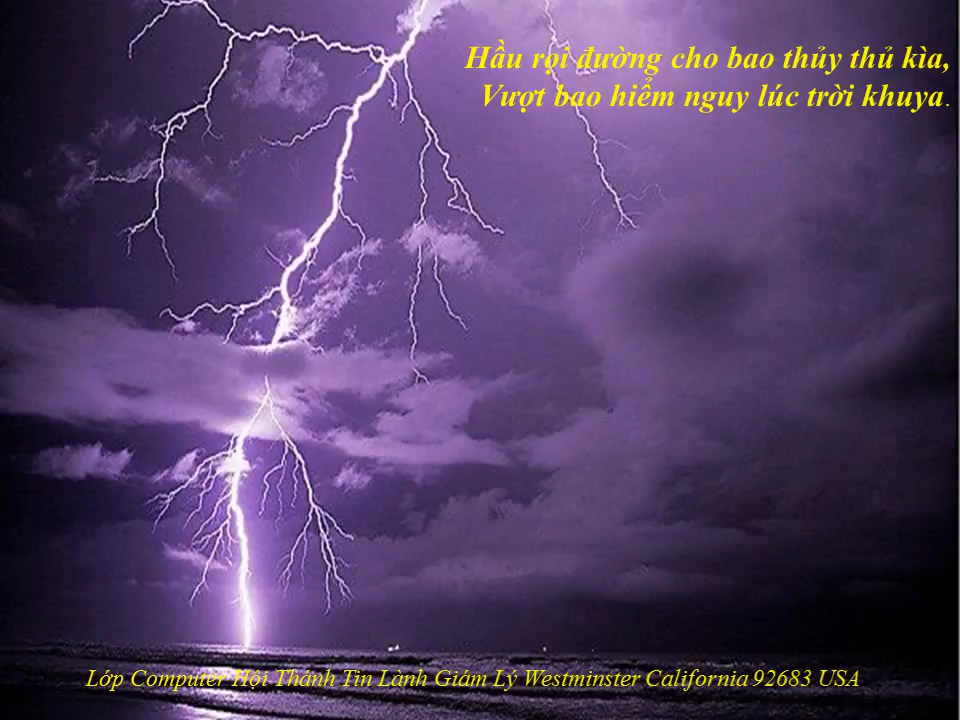 Hầu rọi đường cho bao thủy thủ kìa,
Vượt bao hiểm nguy lúc trời khuya.
Lớp Computer Hội Thánh Tin Lành Giám Lý Westminster California 92683 USA